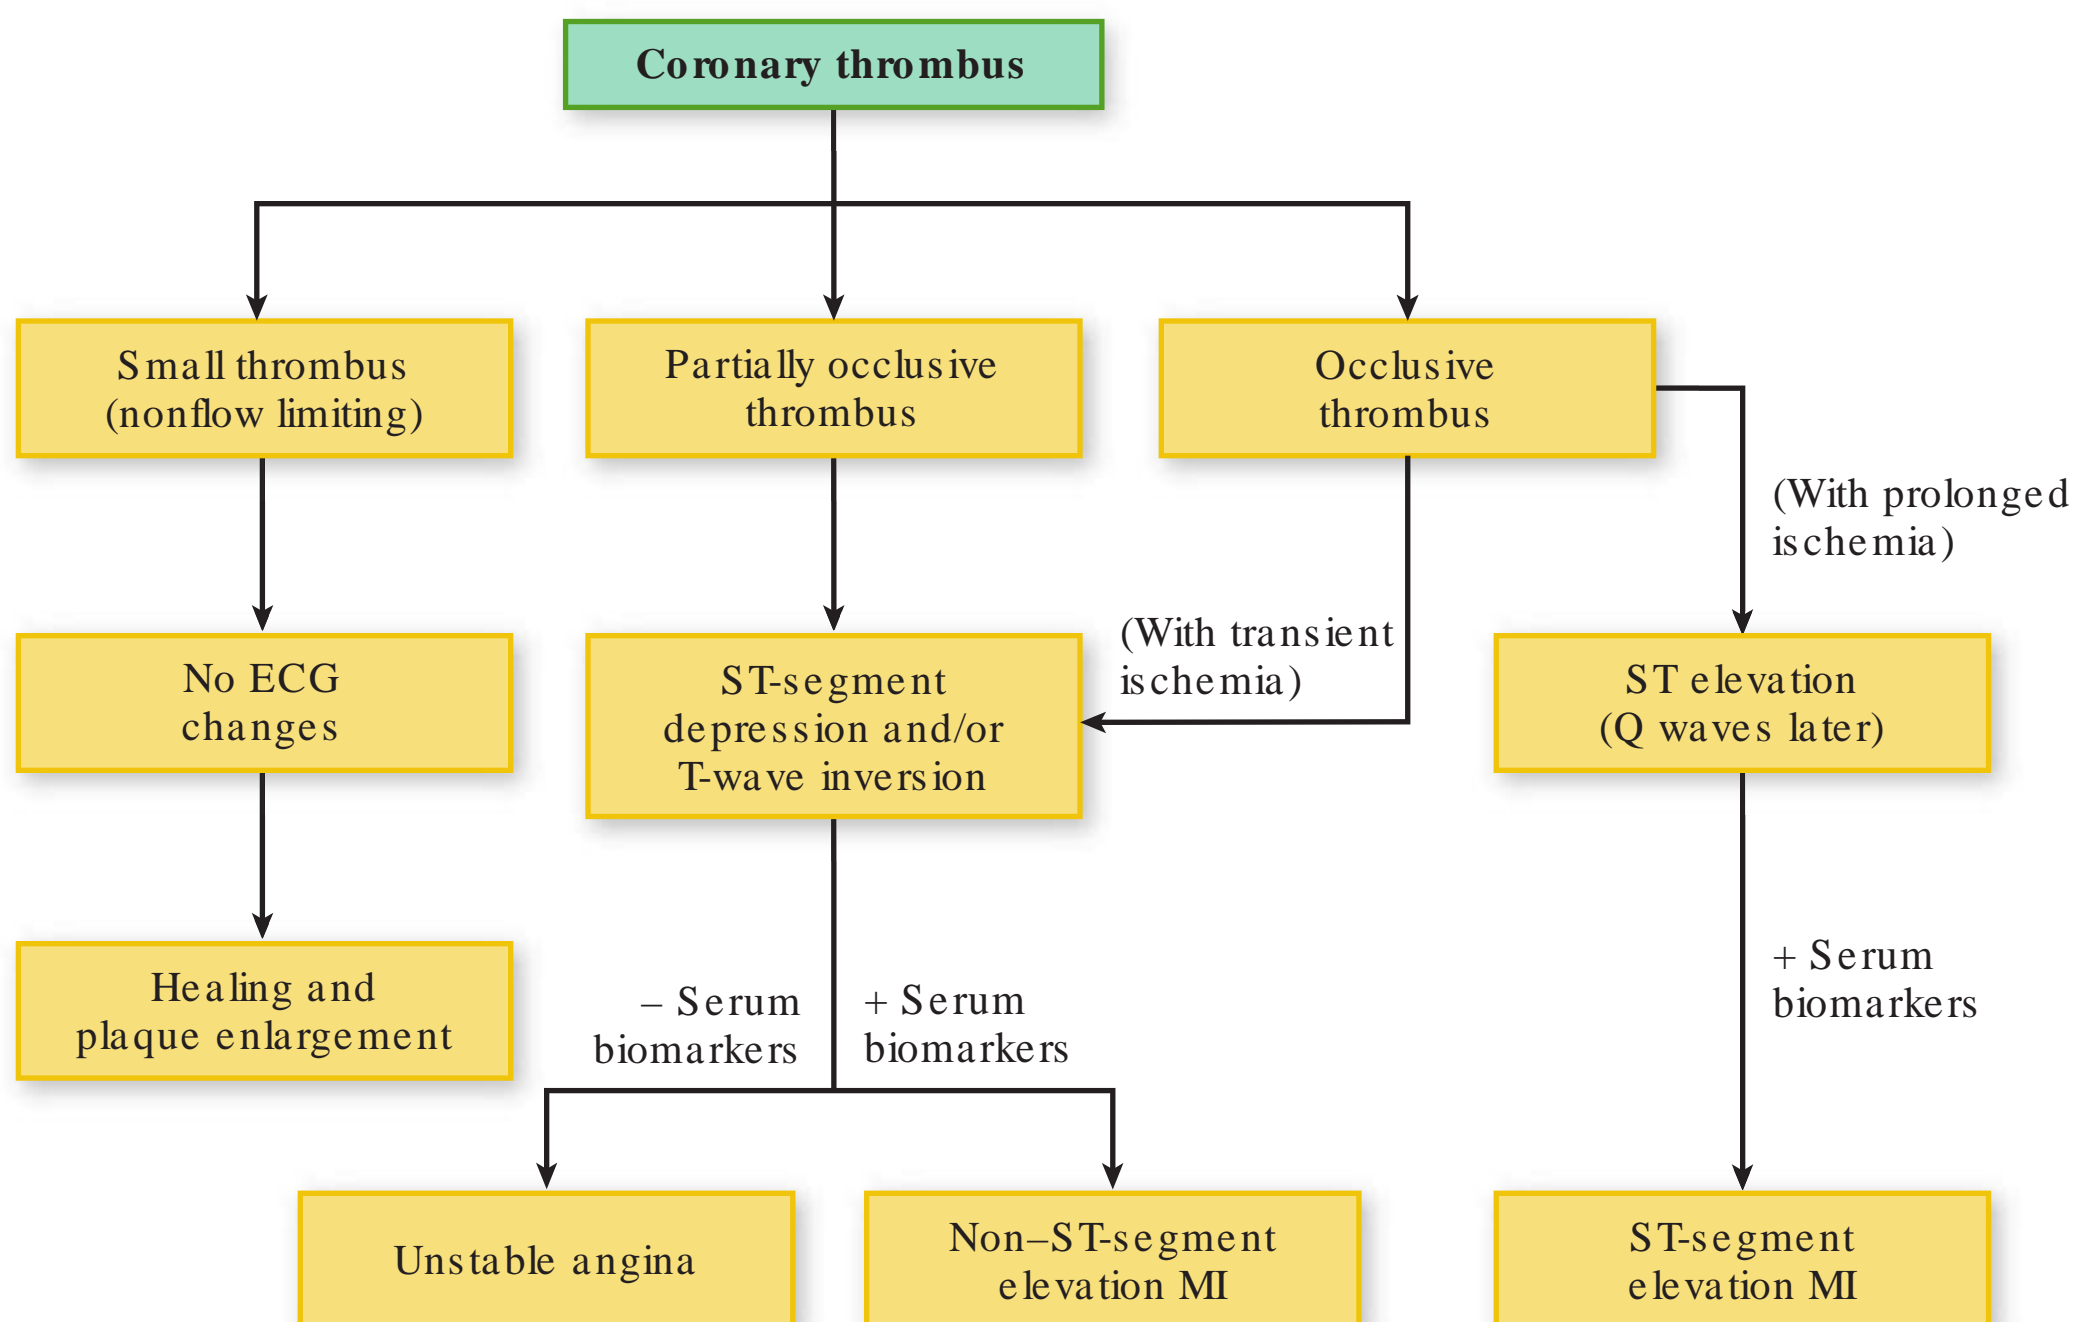 Coronary thrombus
Small thrombus
(nonflow limiting)
Partially occlusive
thrombus
Occlusive
thrombus
(With prolonged
ischemia)
(With transient
ischemia)
No ECG
changes
ST-segment
depression and/or
T-wave inversion
ST elevation
(Q waves later)
Healing and
plaque enlargement
– Serum
biomarkers
+ Serum
biomarkers
+ Serum
biomarkers
Unstable angina
Non–ST-segment
elevation MI
ST-segment
elevation MI